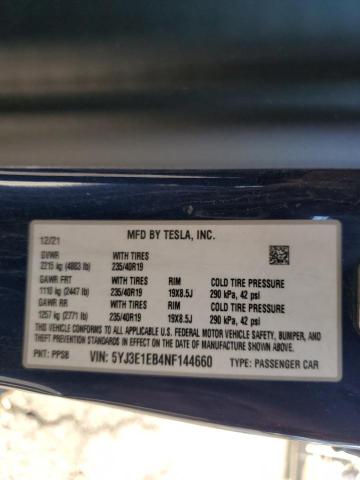 MFD BY TESLA, INC.
12/21
GVWR WITH TIRES
2215 kg (4883 lb) 235/40R19
GAWR FRT WITH TIRES RIM COLD TIRE PRESSURE
1110 kg (2447 lb) 235/40R19 19X8.5J 290 kPa, 42 psi
GAWR RR WITH TIRES RIM COLD TIRE PRESSURE
1257 kg (2771 lb) 235/40R19 19X8.5J 290 kPa, 42 psi
THIS VEHICLE CONFORMS TO ALL APPLICABLE U.S. FEDERAL MOTOR VEHICLE SAFETY, BUMPER, AND
THEFT PREVENTION STANDARDS IN EFFECT ON THE DATE OF MANUFACTURE SHOWN ABOVE.
PNT: PPSB VIN: 5YJ3E1EB4NF144660 TYPE: PASSENGER CAR